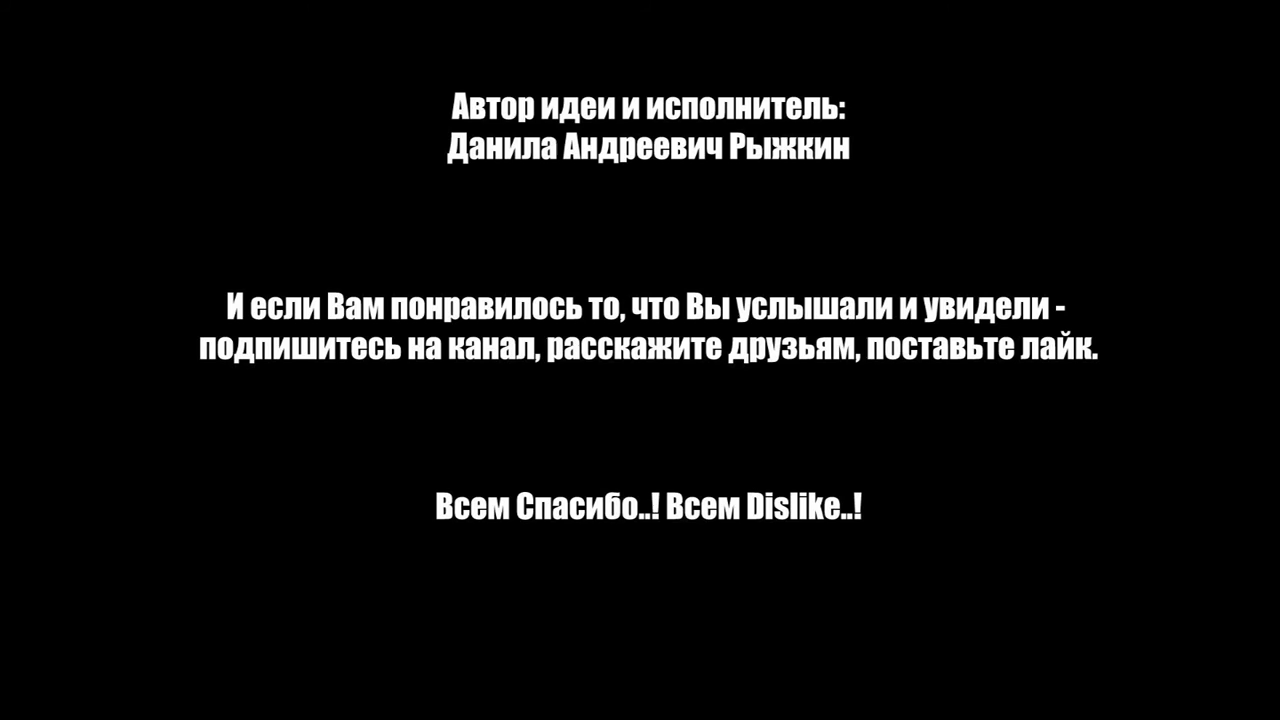 Автор идеи и исполнитель:
Данила Андреевич Рыжкин
И если Вам понравилось то, что Вы услышали и увидели -
подпишитесь на канал, расскажите друзьям, поставьте лайк.
Всем Спасибо..! Всем Dislike..!